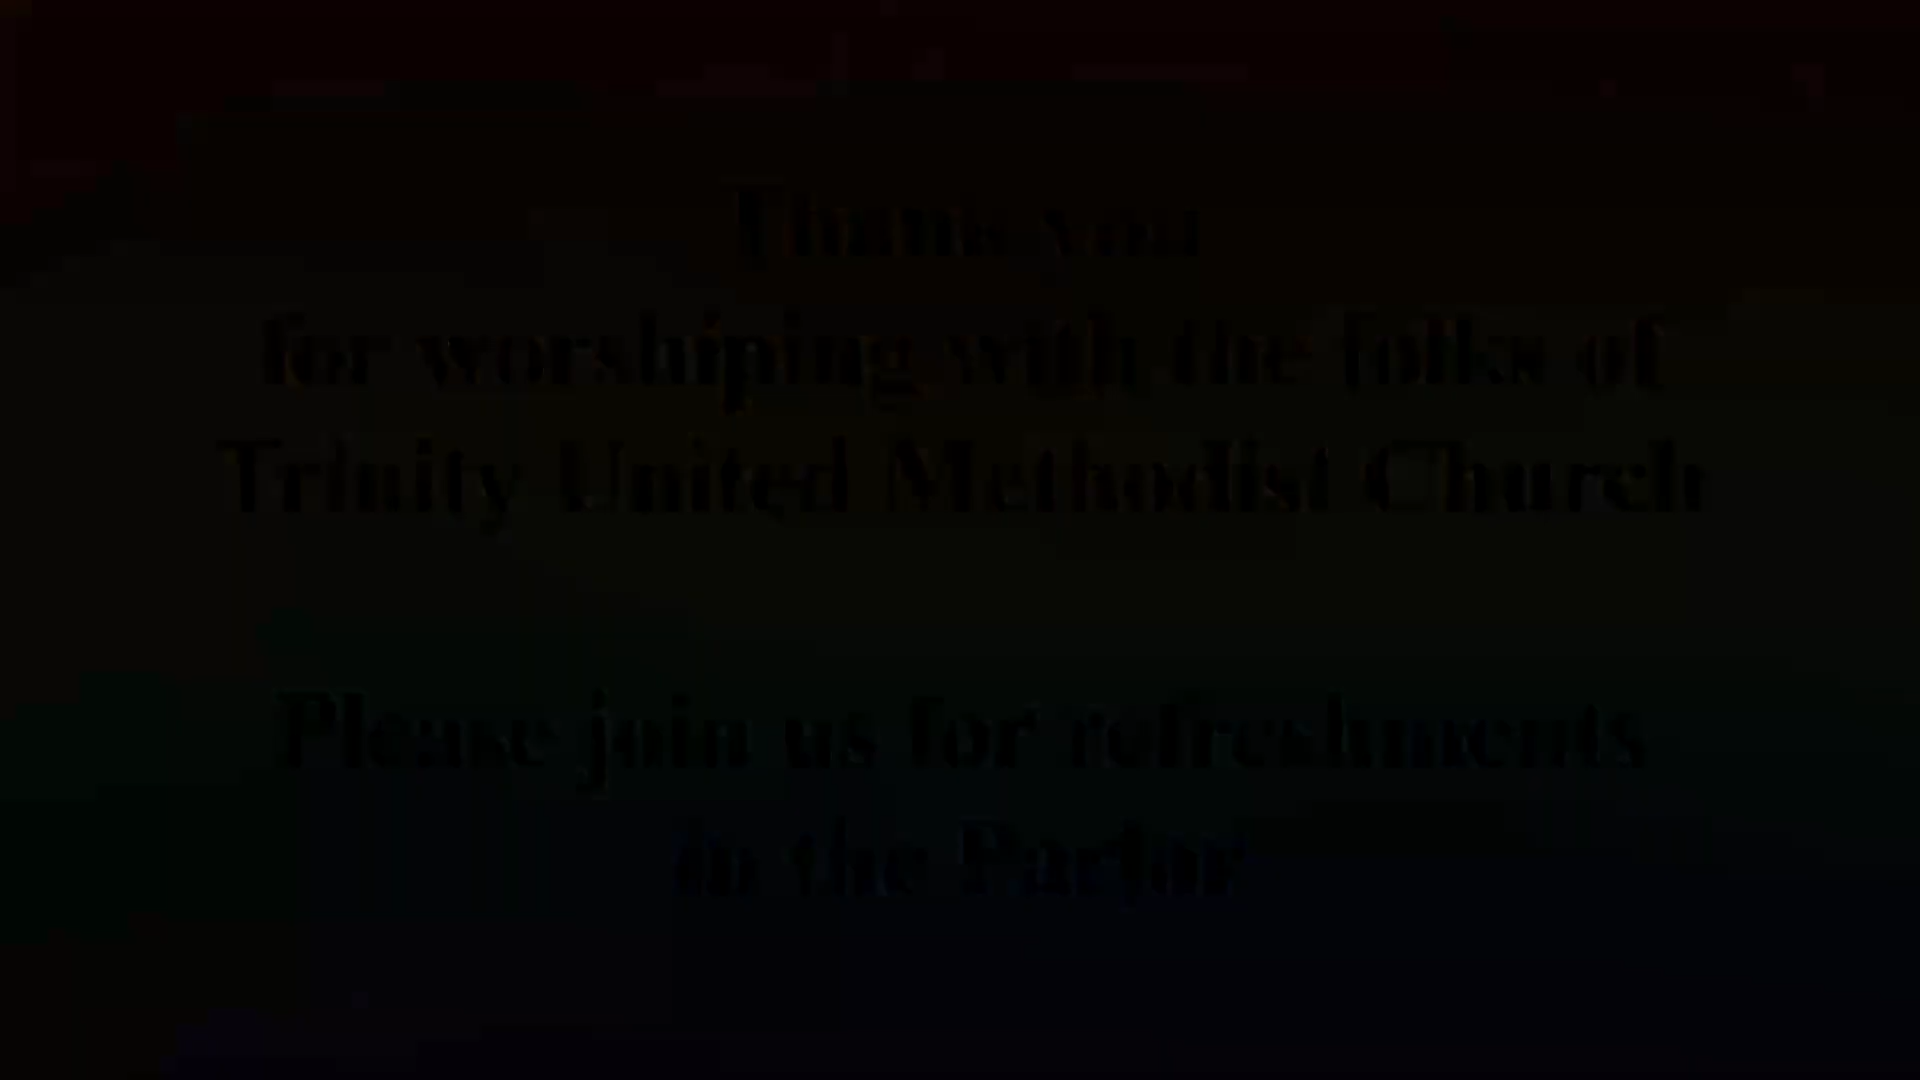 Thank you
for worshiping with the folks of
Trinity United Methodist Church
Please join us for refreshments
in the Parlor